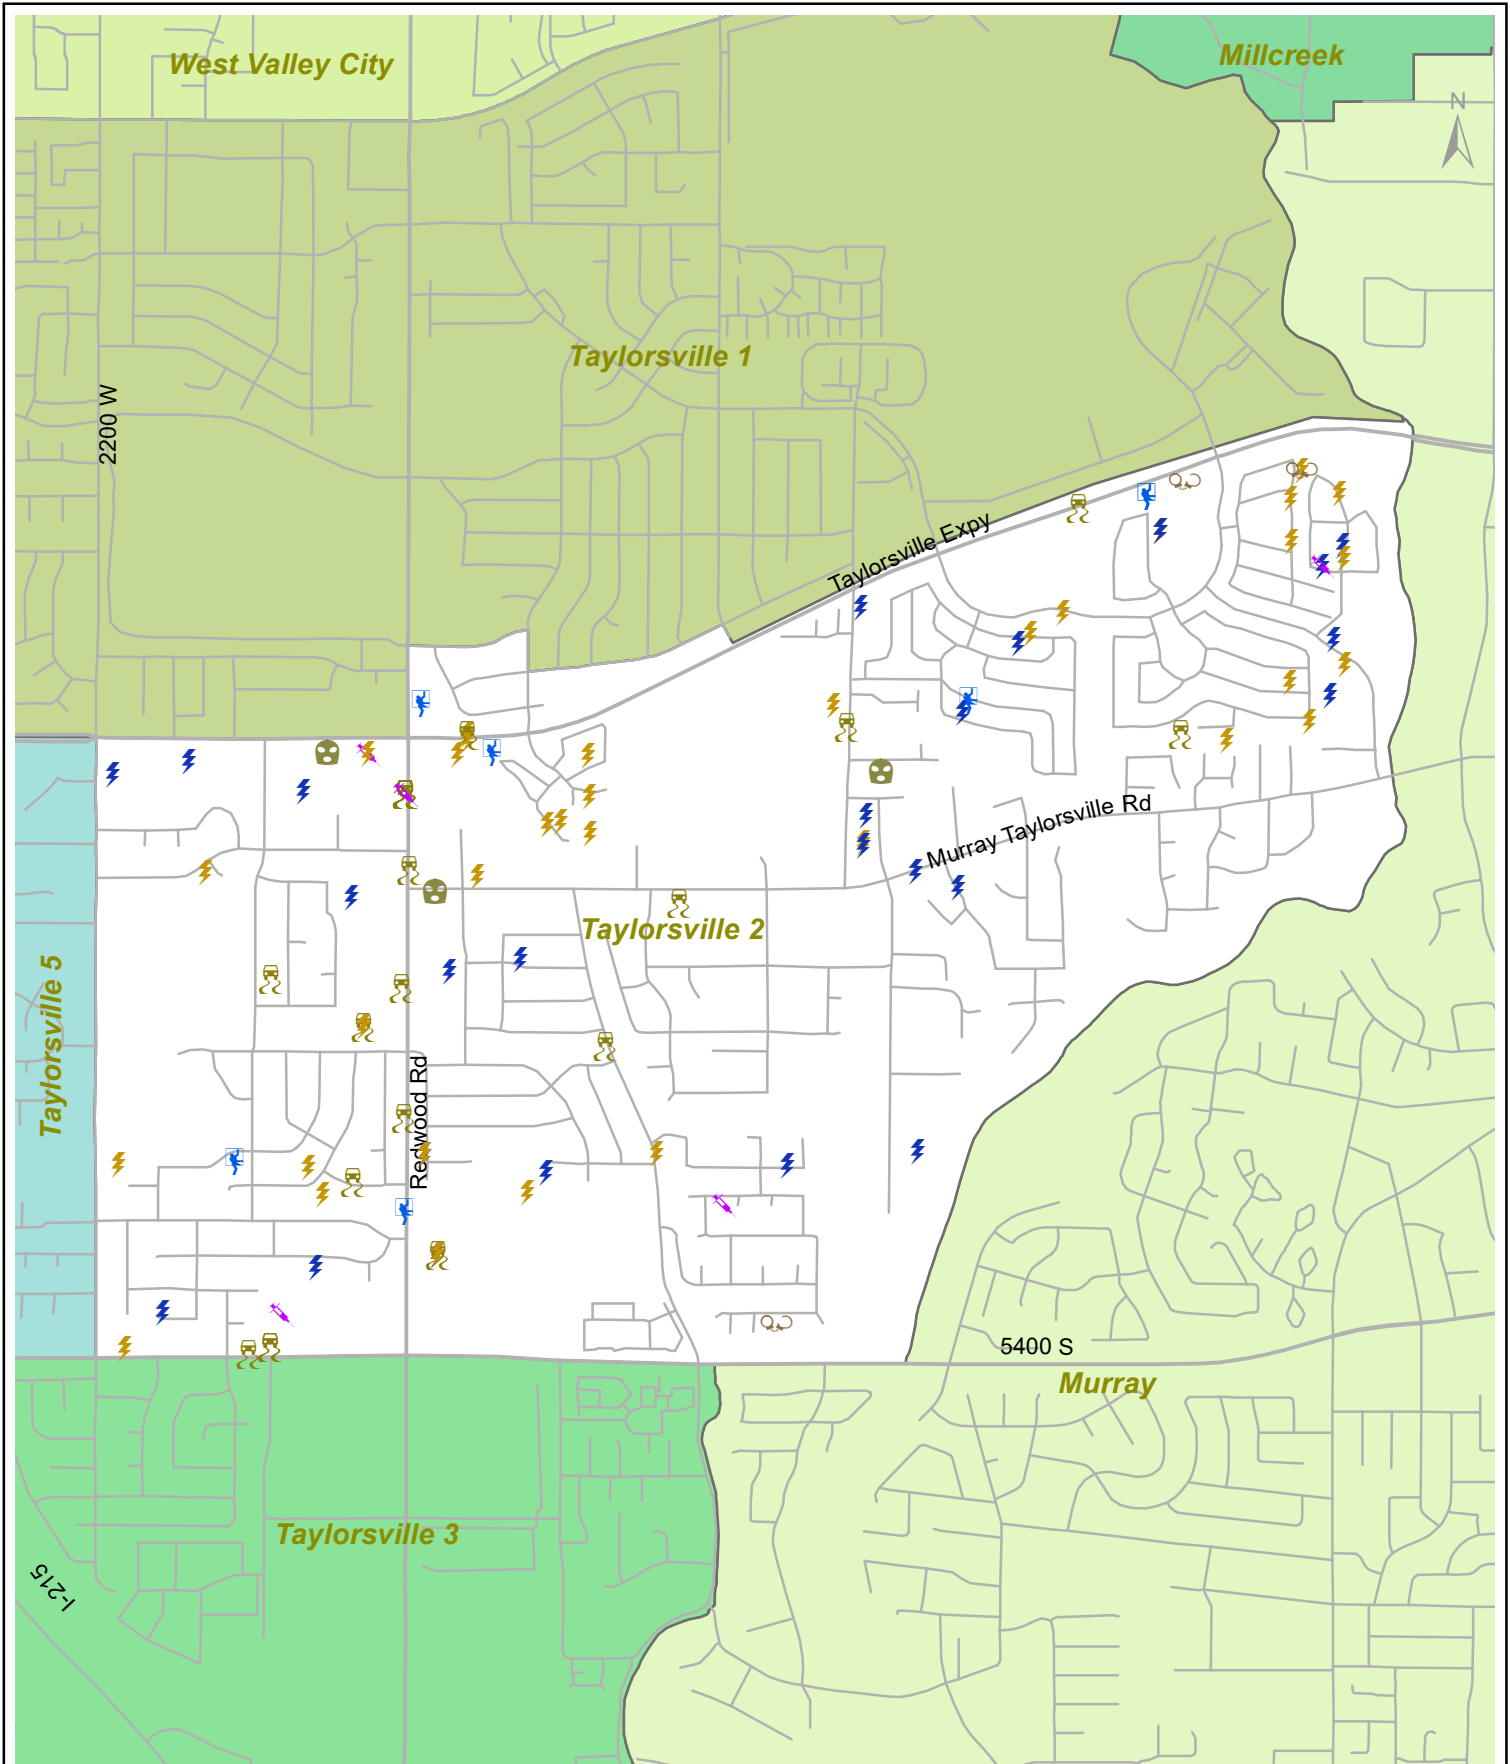 West Valley City
Millcreek
N
Taylorsville 1
2200 W
Taylorsville Expy
Murray Taylorsville Rd
Taylorsville 2
Taylorsville 5
Redwood Rd
5400 S
Murray
Taylorsville 3
I-215